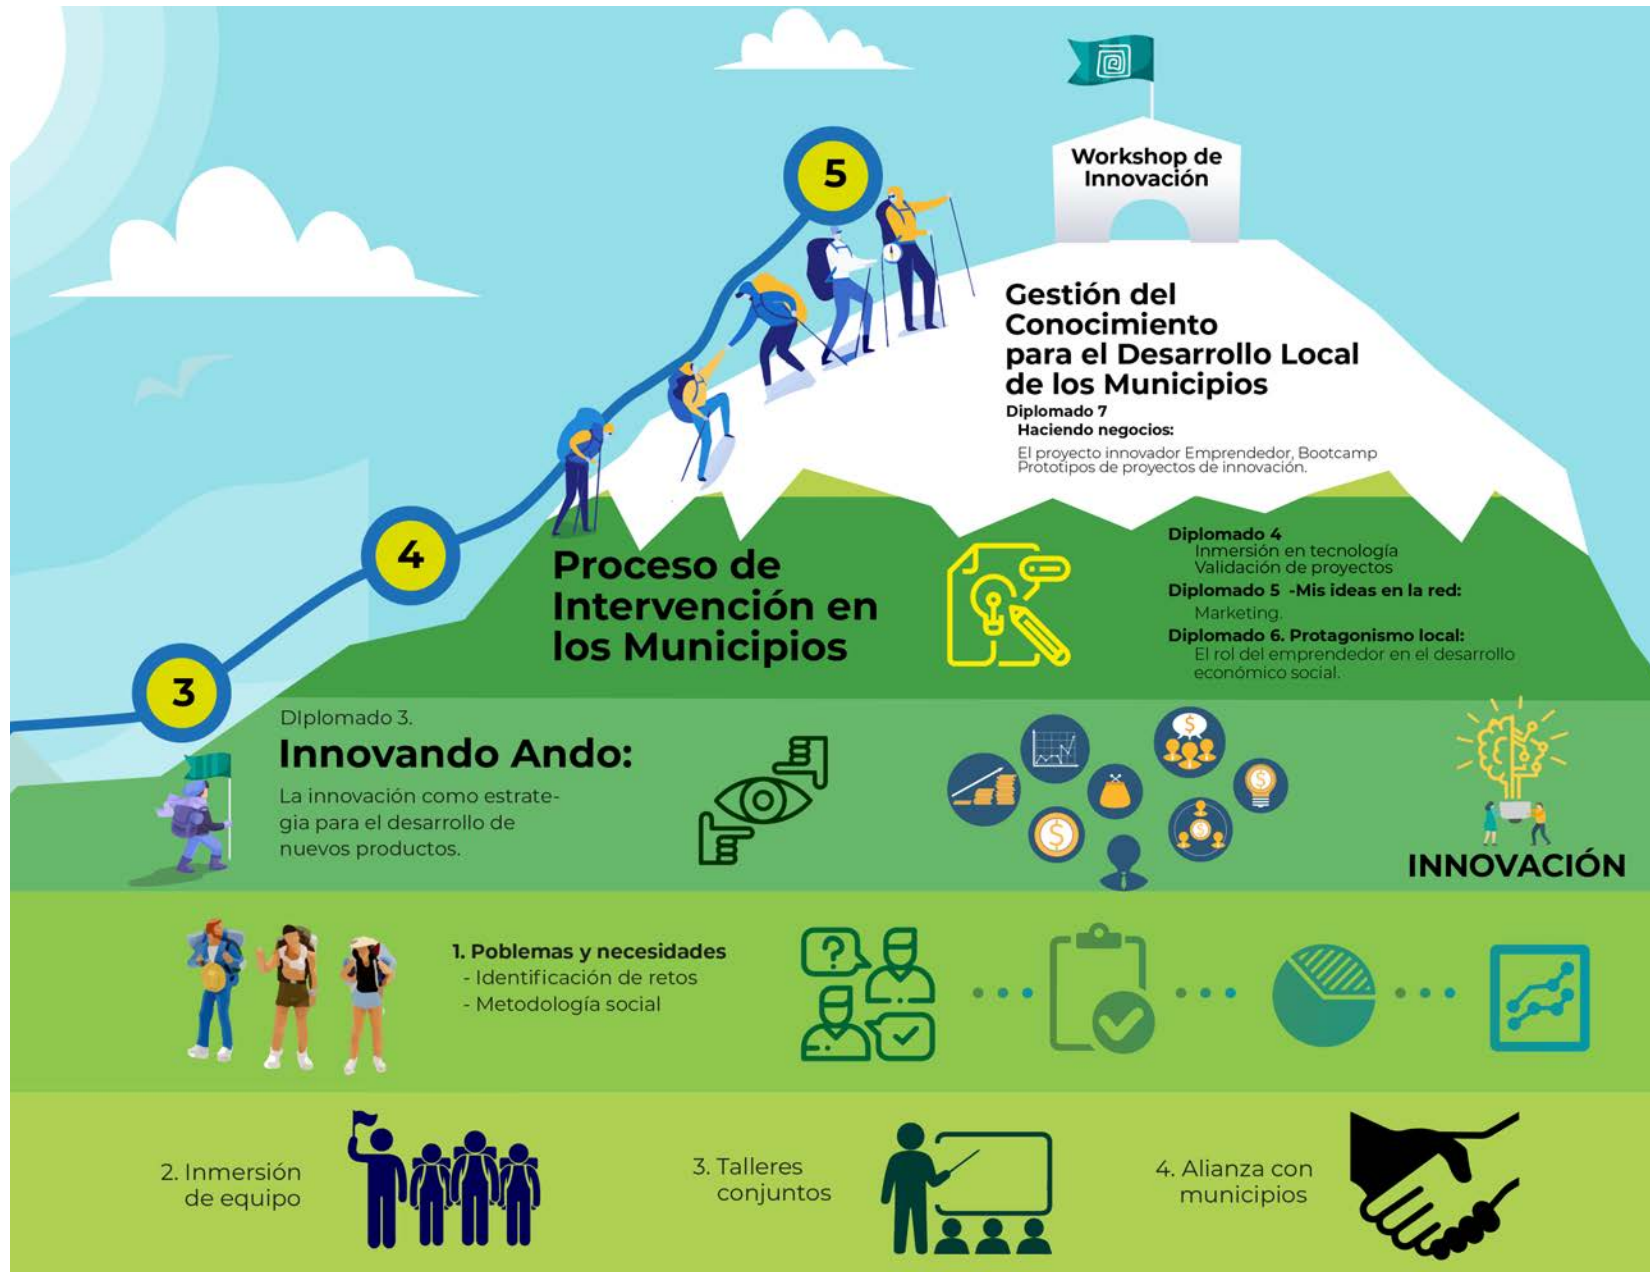 Workshop de
Innovación
5
Gestión del
Conocimiento
para el Desarrollo Local
de los Municipios
Diplomado 7
Haciendo negocios:
El proyecto innovador Emprendedor, Bootcamp
Prototipos de proyectos de innovación.
4
Proceso de
Intervención en
los Municipios
Diplomado 4
Inmersión en tecnología
Validación de proyectos
Diplomado 5 -Mis ideas en la red:
Marketing.
Diplomado 6. Protagonismo local:
El rol del emprendedor en el desarrollo
económico social.
3
DIplomado 3.
Innovando Ando:
La innovación como estrate-
gia para el desarrollo de
nuevos productos.
$
$
$
$
INNOVACIÓN
1. Poblemas y necesidades
- Identificación de retos
- Metodología social
?
2. Inmersión
de equipo
3. Talleres
conjuntos
4. Alianza con
municipios